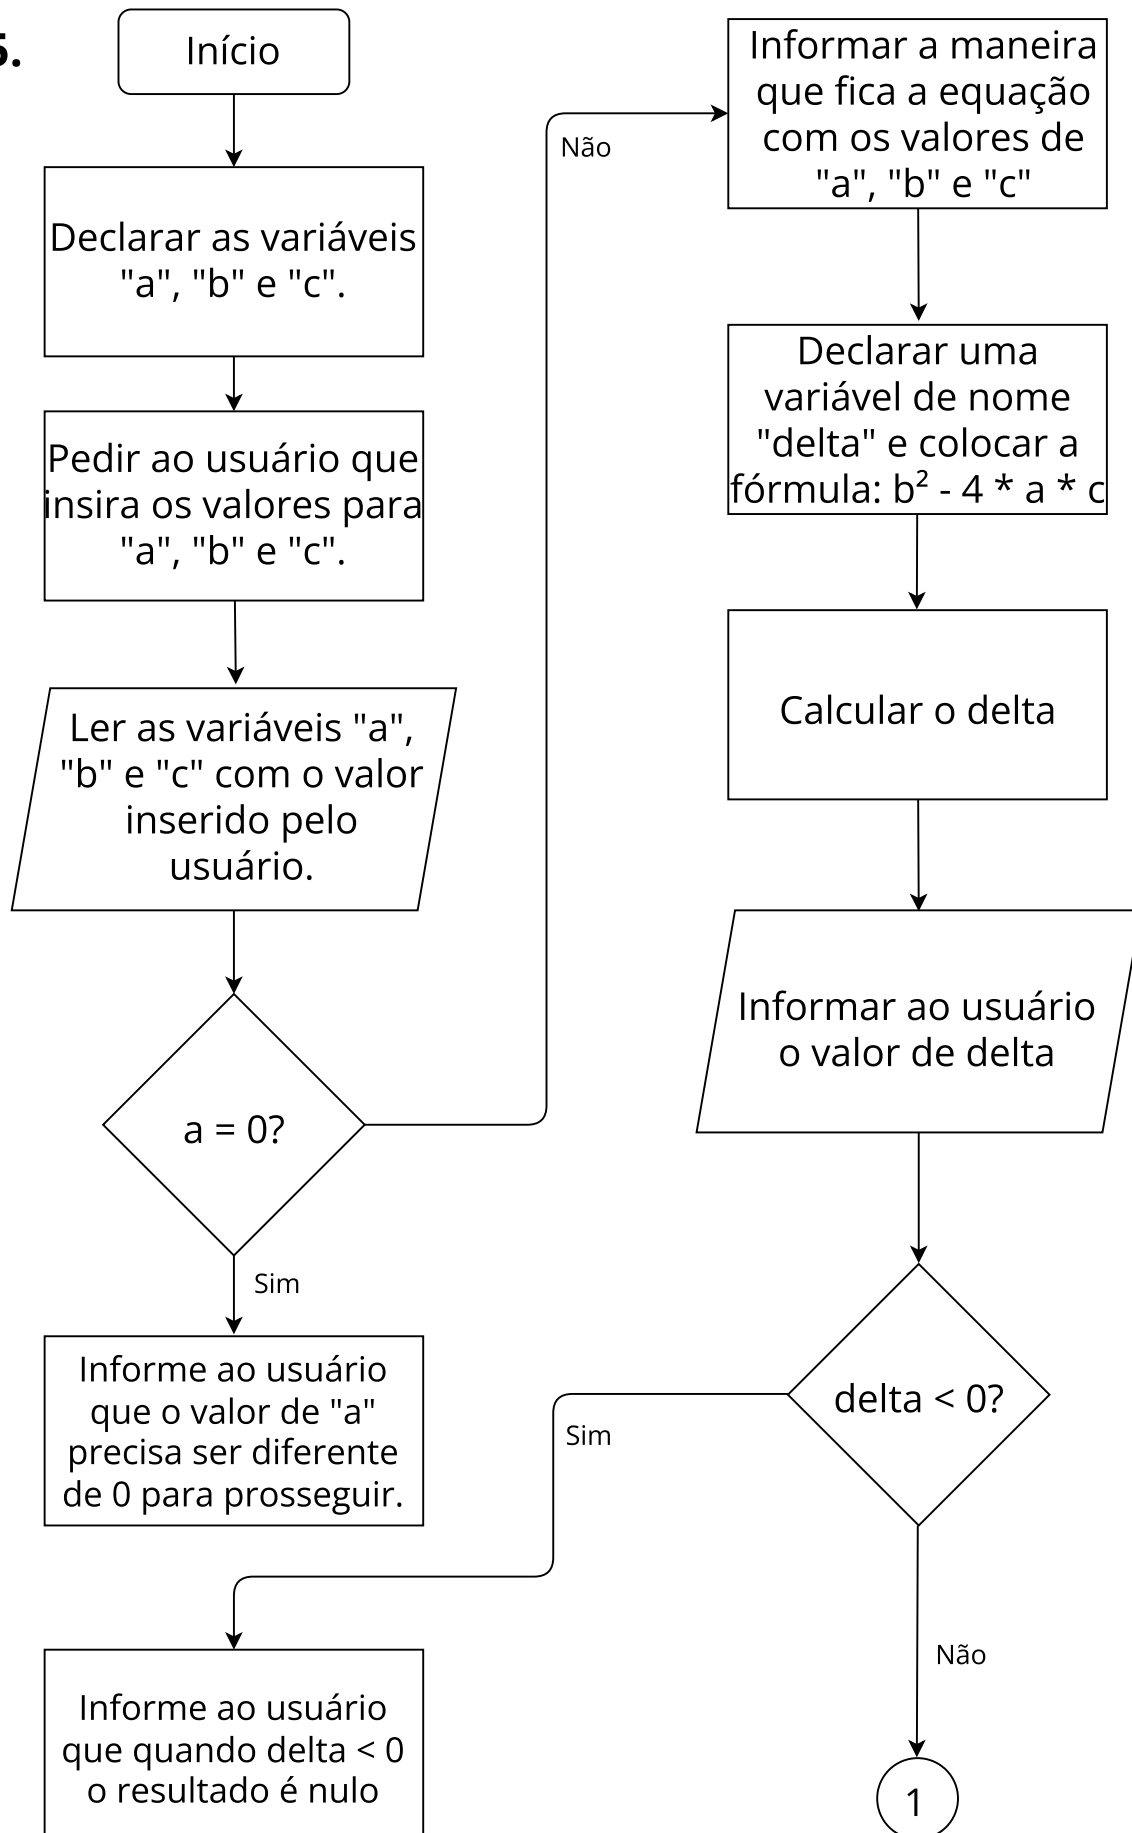 5.
Início
Declarar as variáveis
"a", "b" e "c".
Pedir ao usuário que
insira os valores para
"a", "b" e "c".
Ler as variáveis "a",
"b" e "c" com o valor
inserido pelo
usuário.
a = 0?
Sim
Informe ao usuário
que o valor de "a"
precisa ser diferente
de 0 para prosseguir.
Não
Informar a maneira
que fica a equação
com os valores de
"a", "b" e "c"
Declarar uma
variável de nome
"delta" e colocar a
fórmula: b² - 4 * a * c
Calcular o delta
Informar ao usuário
o valor de delta
delta < 0?
Sim
Informe ao usuário
que quando delta < 0
o resultado é nulo
Não
1